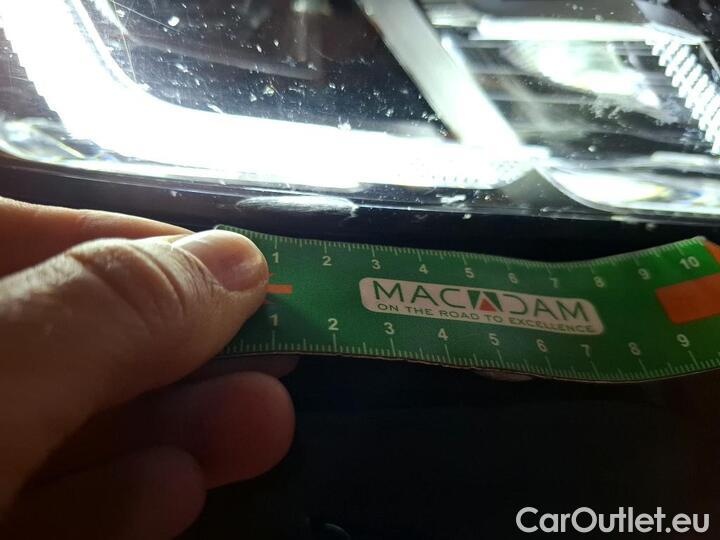 1 2 3 4 5 6 7 8 9 10
MACADAM
ON THE ROAD TO EXCELLENCE
1 2 3 4 5 6 7 8 9
CarOutlet.eu